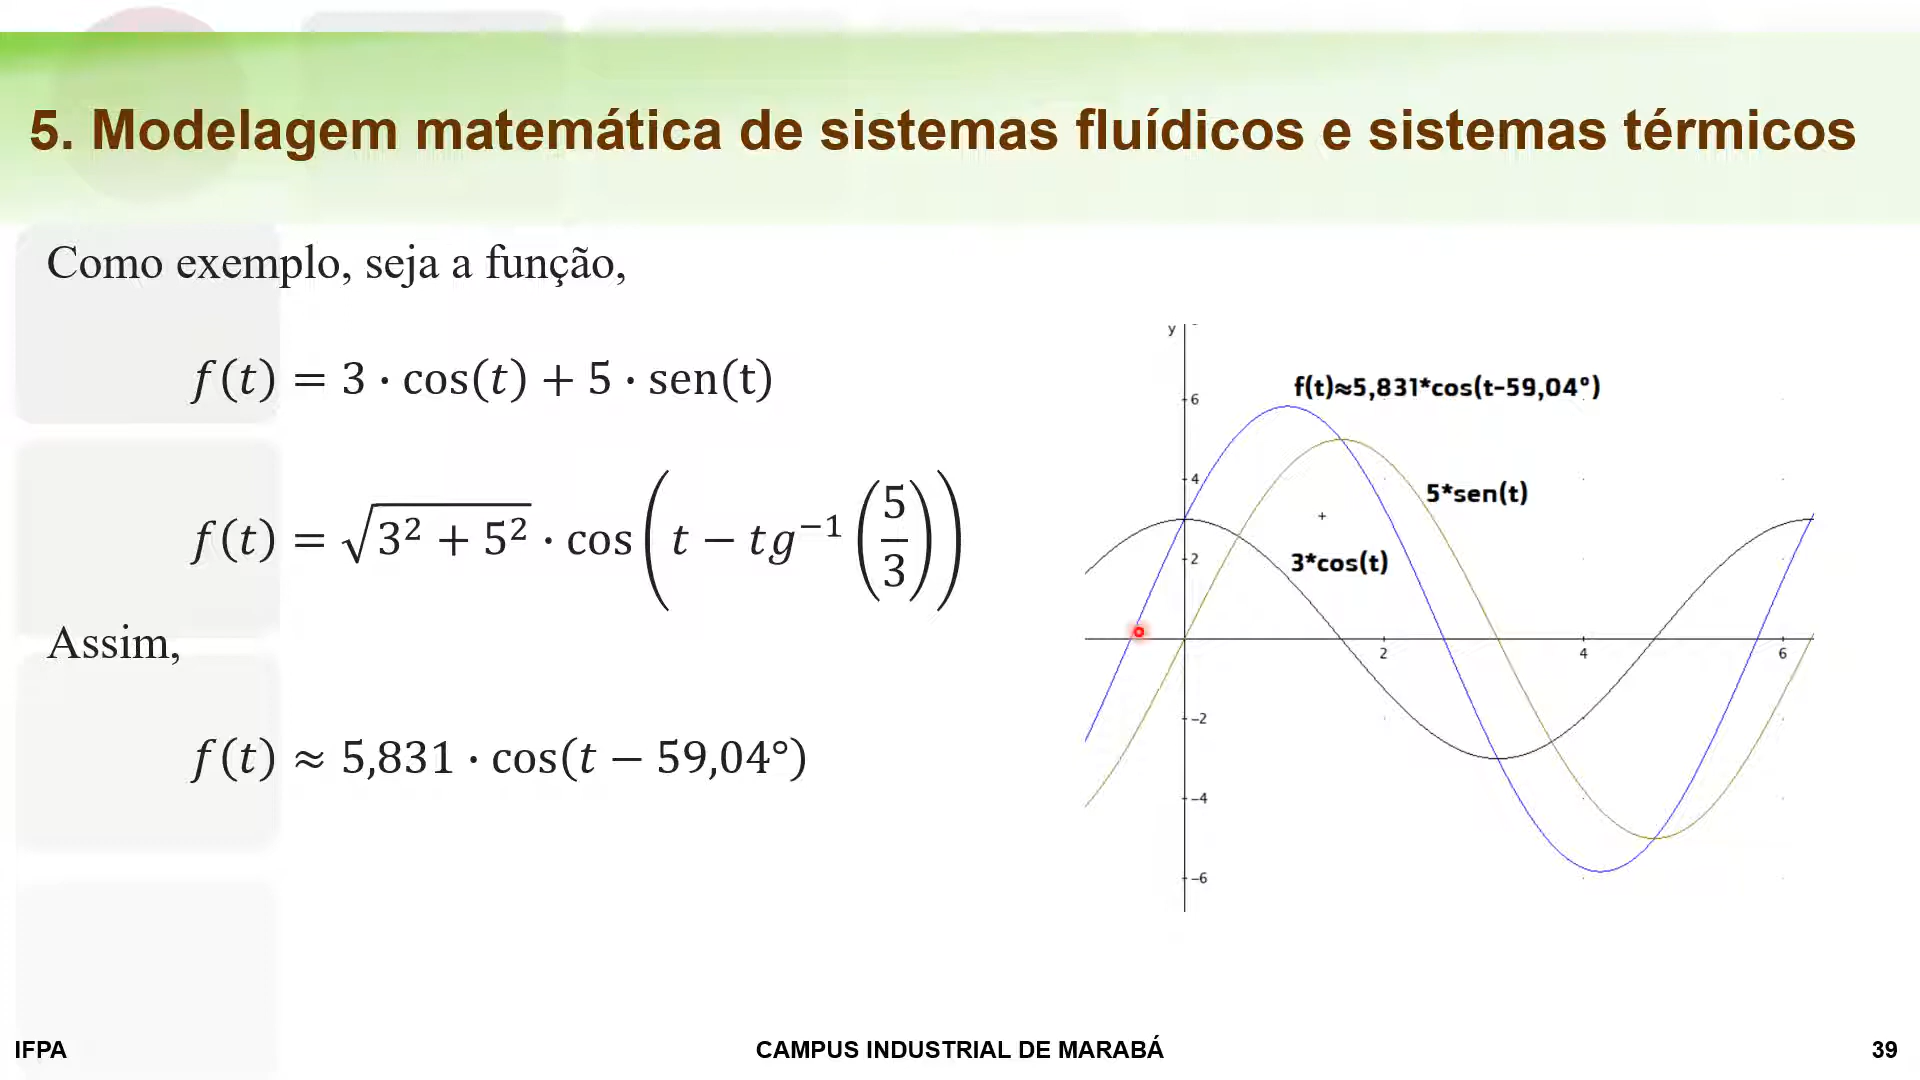 5. Modelagem matemática de sistemas fluídicos e sistemas térmicos
Como exemplo, seja a função,
f(t) = 3 · cos(t) + 5 · sen(t)
f(t) = √(3² + 5²) · cos(t − tg⁻¹(5/3))
Assim,
f(t) ≈ 5,831 · cos(t − 59,04°)
y
f(t)≈5,831*cos(t-59,04°)
6
4
5*sen(t)
2
3*cos(t)
2
4
6
-2
-4
-6
IFPA
CAMPUS INDUSTRIAL DE MARABÁ
39